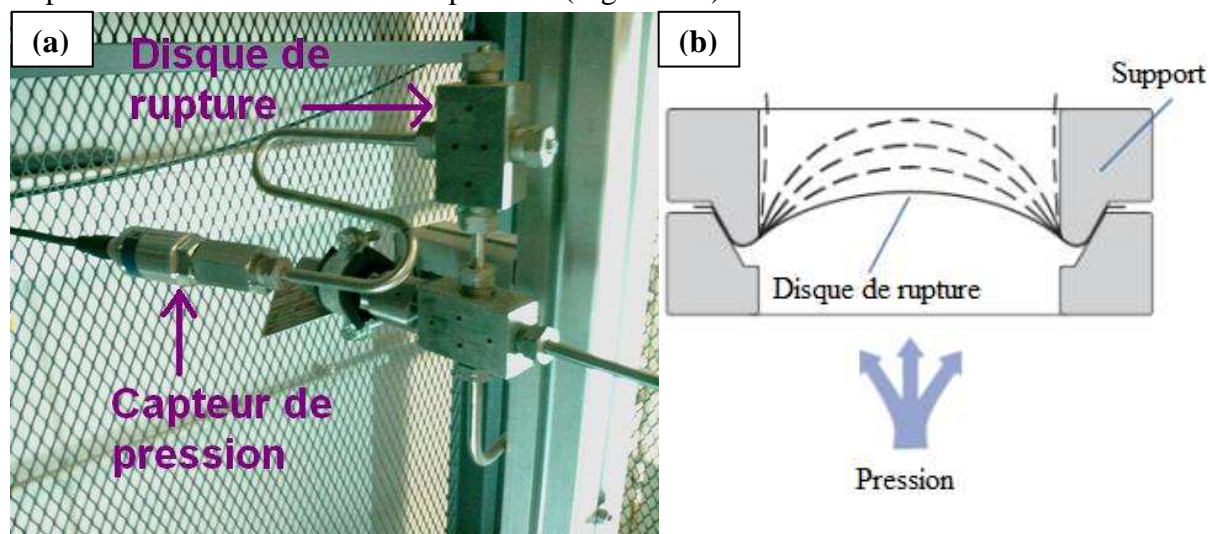 (a)
Disque de
rupture
Capteur de
pression
(b)
Support
Disque de rupture
Pression